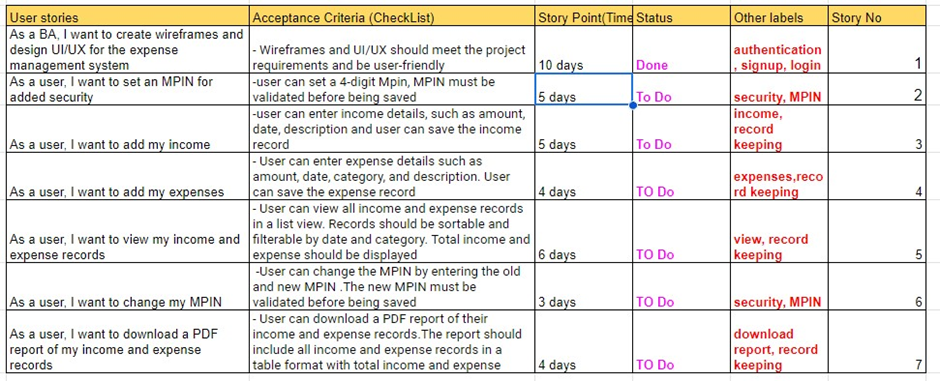 User stories Acceptance Criteria (CheckList) Story Point(Time Status Other labels Story No
As a BA, I want to create wireframes and
design UI/UX for the expense
management system
- Wireframes and UI/UX should meet the project
requirements and be user-friendly
10 days
Done
authentication
, signup, login
1
As a user, I want to set an MPIN for
added security
-user can set a 4-digit Mpin, MPIN must be
validated before being saved
5 days
To Do
security, MPIN
2
As a user, I want to add my income
-user can enter income details, such as amount,
date, description and user can save the income
record
5 days
To Do
income,
record
keeping
3
As a user, I want to add my expenses
- User can enter expense details such as
amount, date, category, and description. User
can save the expense record
4 days
TO Do
expenses,reco
rd keeping
4
As a user, I want to view my income and
expense records
- User can view all income and expense records
in a list view. Records should be sortable and
filterable by date and category. Total income and
expense should be displayed
6 days
TO Do
view, record
keeping
5
As a user, I want to change my MPIN
-User can change the MPIN by entering the old
and new MPIN .The new MPIN must be
validated before being saved
3 days
TO Do
security, MPIN
6
As a user, I want to download a PDF
report of my income and expense
records
- User can download a PDF report of their
income and expense records.The report should
include all income and expense records in a
table format with total income and expense
4 days
TO Do
download
report, record
keeping
7